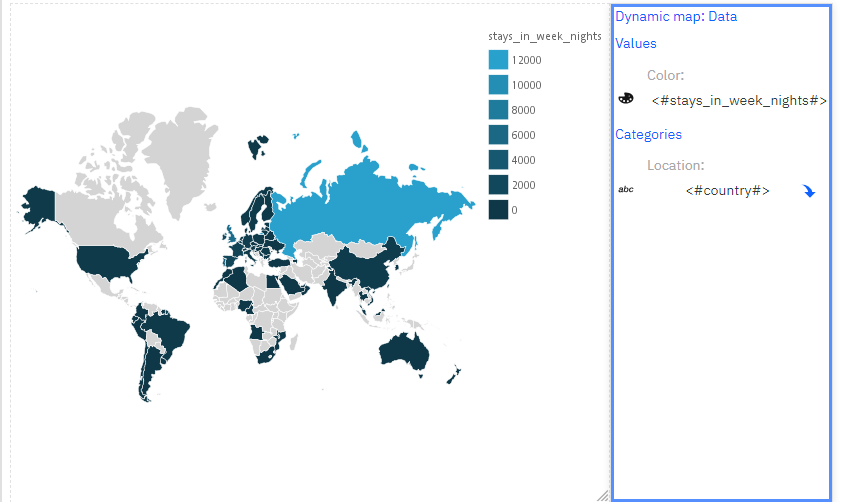 stays_in_week_nights
12000
10000
8000
6000
4000
2000
0
Dynamic map: Data
Values
Color:
<#stays_in_week_nights#>
Categories
Location:
abc <#country#>